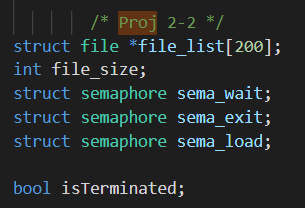 /* Proj 2-2 */
struct file *file_list[200];
int file_size;
struct semaphore sema_wait;
struct semaphore sema_exit;
struct semaphore sema_load;
bool isTerminated;